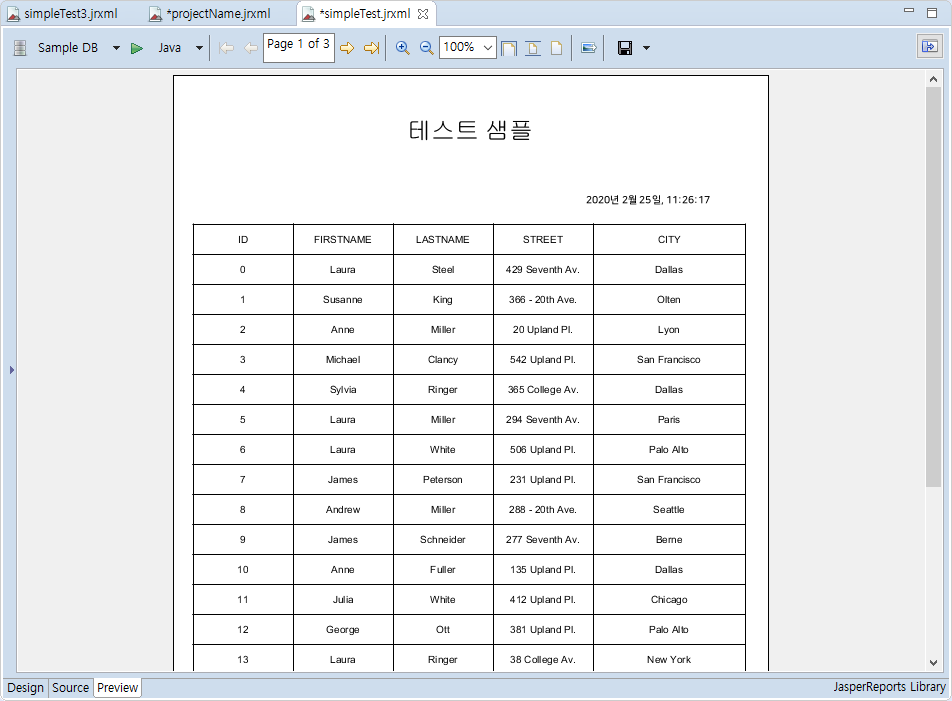 simpleTest3.jrxml *projectName.jrxml *simpleTest.jrxml
Sample DB Java Page 1 of 3 100%
테스트 샘플
2020년 2월 25일, 11:26:17
ID FIRSTNAME LASTNAME STREET CITY
0 Laura Steel 429 Seventh Av. Dallas
1 Susanne King 366 - 20th Ave. Olten
2 Anne Miller 20 Upland Pl. Lyon
3 Michael Clancy 542 Upland Pl. San Francisco
4 Sylvia Ringer 365 College Av. Dallas
5 Laura Miller 294 Seventh Av. Paris
6 Laura White 506 Upland Pl. Palo Alto
7 James Peterson 231 Upland Pl. San Francisco
8 Andrew Miller 288 - 20th Ave. Seattle
9 James Schneider 277 Seventh Av. Berne
10 Anne Fuller 135 Upland Pl. Dallas
11 Julia White 412 Upland Pl. Chicago
12 George Ott 381 Upland Pl. Palo Alto
13 Laura Ringer 38 College Av. New York
Design Source Preview JasperReports Library